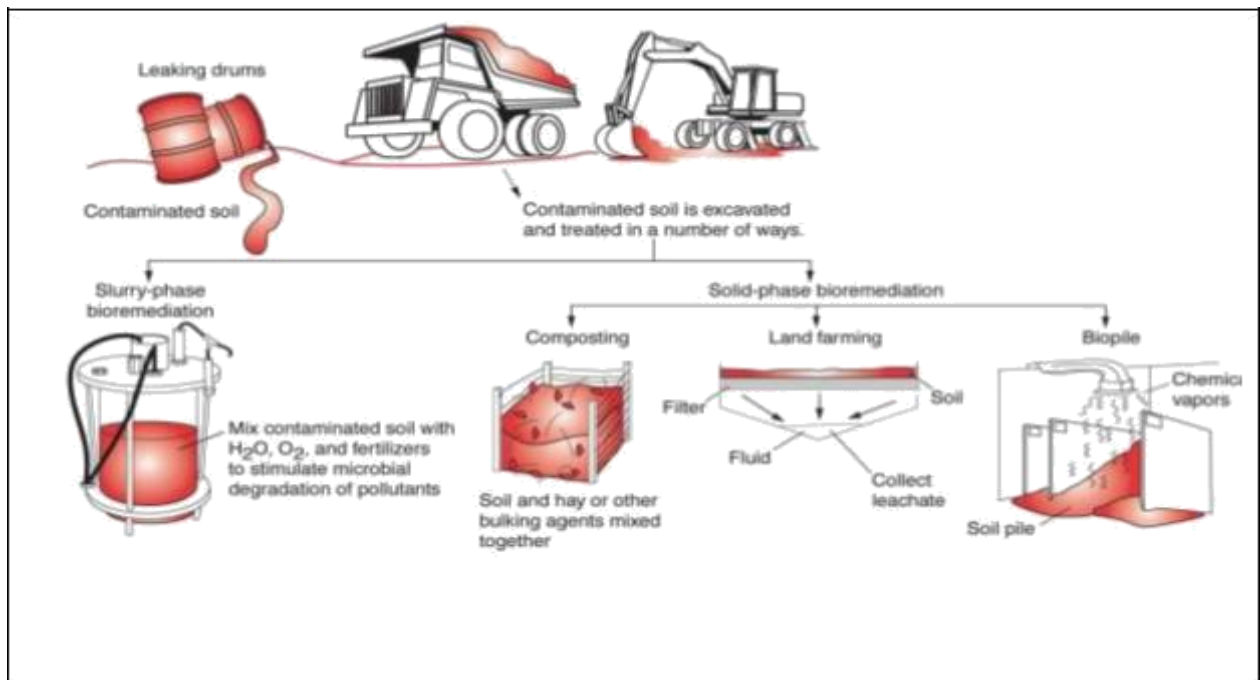 Leaking drums
Contaminated soil
Contaminated soil is excavated
and treated in a number of ways.
Slurry-phase
bioremediation
Mix contaminated soil with
H₂O, O₂, and fertilizers
to stimulate microbial
degradation of pollutants
Solid-phase bioremediation
Composting
Soil and hay or other
bulking agents mixed
together
Land farming
Filter
Soil
Fluid
Collect
leachate
Biopile
Chemic
vapors
Soil pile